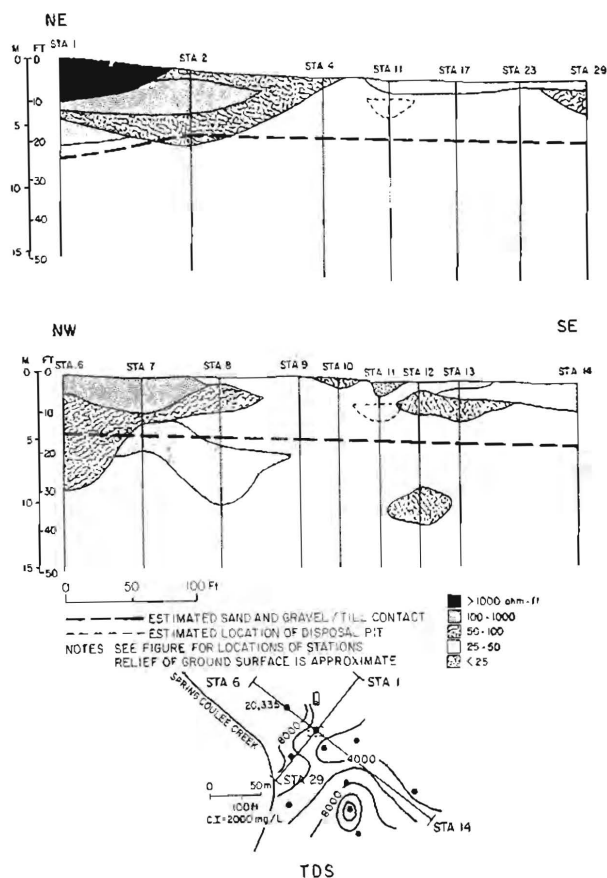 NE
STA 1
STA 2
STA 4
STA 11
STA 17
STA 23
STA 29
M FT
0 0
10
5
20
10 30
40
15 50
NW
SE
M FT
STA 6
STA 7
STA 8
STA 9
STA 10
STA 11
STA 12
STA 13
STA 14
0 0
10
5
20
30
10
40
15 50
0 50 100 Ft
ESTIMATED SAND AND GRAVEL / TILL CONTACT
ESTIMATED LOCATION OF DISPOSAL PIT
NOTES SEE FIGURE FOR LOCATIONS OF STATIONS
RELIEF OF GROUND SURFACE IS APPROXIMATE
>1000 ohm-ft
100-1000
50-100
25-50
<25
STA 6
STA 1
20,335
SPRING COULEE CREEK
8000
4000
STA 29
0 50m
100ft
C.I=2000 mg/L
8000
STA 14
TDS